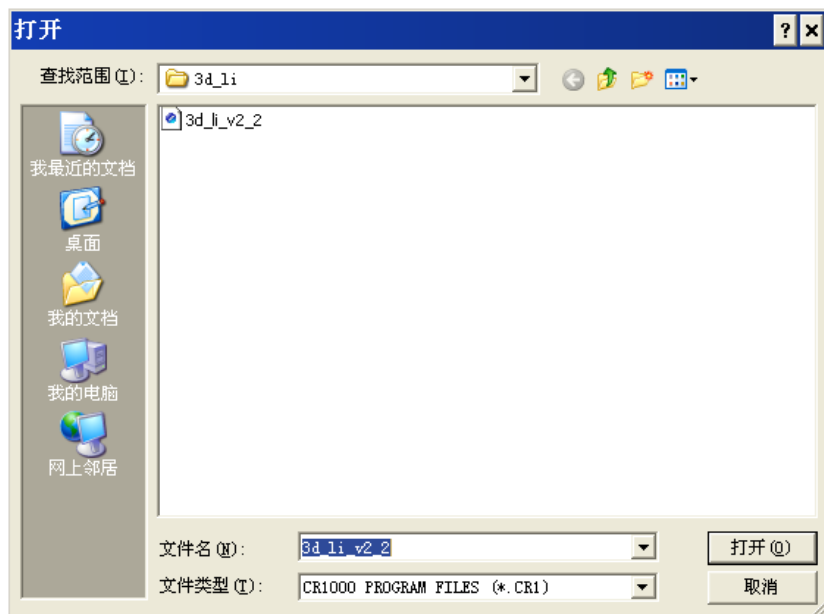 打开
查找范围(I):
3d_li
3d_li_v2_2
我最近的文档
桌面
我的文档
我的电脑
网上邻居
文件名(N):
3d_li_v2_2
打开(O)
文件类型(T):
CR1000 PROGRAM FILES (*.CR1)
取消